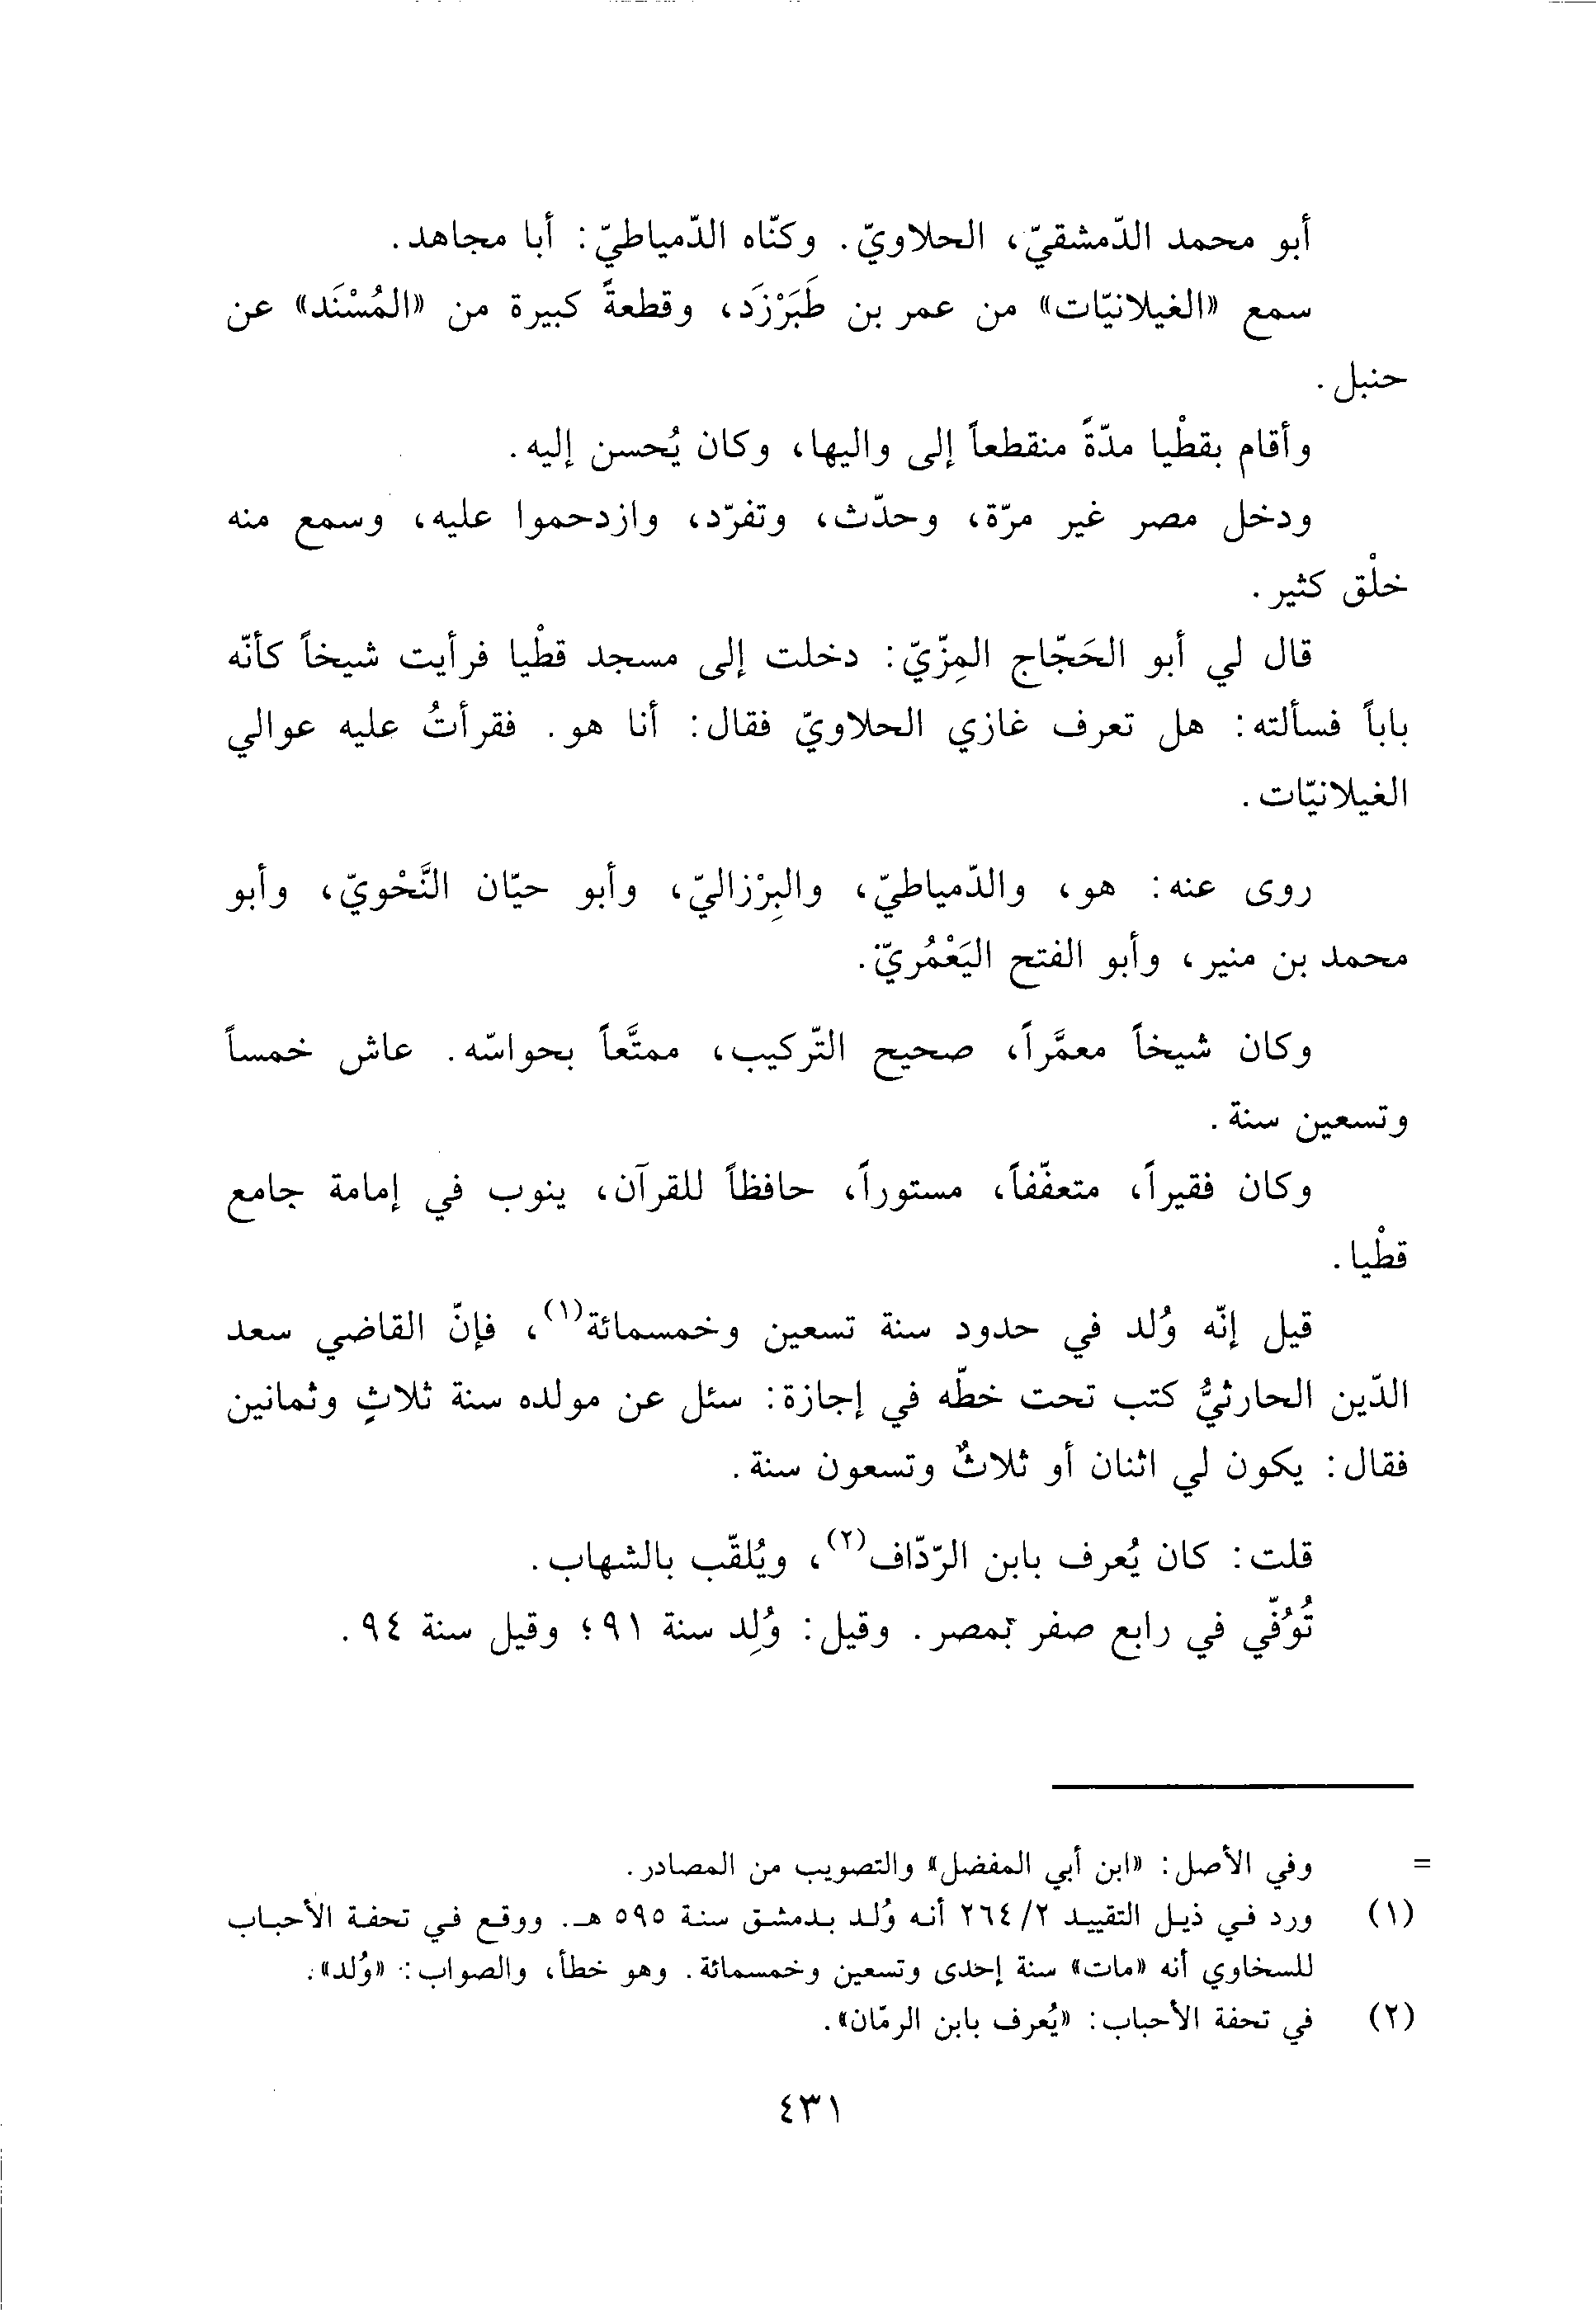 أبو محمد الدّمشقيّ، الحلاويّ. وكنّاه الدّمياطيّ: أبا مجاهد.
سمع «الغيلانيّات» من عمر بن طَبَرْزَد، وقطعةً كبيرة من «المُسْنَد» عن
حنبل.
وأقام بقطْيا مدّةً منقطعاً إلى واليها، وكان يُحسن إليه.
ودخل مصر غير مرّة، وحدّث، وتفرّد، وازدحموا عليه، وسمع منه
خلْق كثير.
قال لي أبو الحَجّاج المِزّيّ: دخلت إلى مسجد قطْيا فرأيت شيخاً كأنّه
باباً فسألته: هل تعرف غازي الحلاويّ فقال: أنا هو. فقرأتُ عليه عوالي
الغيلانيّات.
روى عنه: هو، والدّمياطيّ، والبِرْزاليّ، وأبو حيّان النَّحْويّ، وأبو
محمد بن منير، وأبو الفتح اليَعْمُريّ.
وكان شيخاً معمَّراً، صحيح التّركيب، ممتَّعاً بحواسّه. عاش خمساً
وتسعين سنة.
وكان فقيراً، متعفّفاً، مستوراً، حافظاً للقرآن، ينوب في إمامة جامع
قطْيا.
قيل إنّه وُلد في حدود سنة تسعين وخمسمائة(١)، فإنّ القاضي سعد
الدّين الحارثيُّ كتب تحت خطّه في إجازة: سئل عن مولده سنة ثلاثٍ وثمانين
فقال: يكون لي اثنان أو ثلاثٌ وتسعون سنة.
قلت: كان يُعرف بابن الرّدّاف(٢)، ويُلقّب بالشهاب.
تُوُفّي في رابع صفر بمصر. وقيل: وُلِد سنة ٩١؛ وقيل سنة ٩٤.
= وفي الأصل: «ابن أبي المفضل» والتصويب من المصادر.
(١) ورد في ذيل التقييد ٢/ ٢٦٤ أنه وُلد بدمشق سنة ٥٩٥ هـ. ووقع في تحفة الأحباب
للسخاوي أنه «مات» سنة إحدى وتسعين وخمسمائة. وهو خطأ، والصواب: «وُلد».
(٢) في تحفة الأحباب: «يُعرف بابن الرمّان».
٤٣١